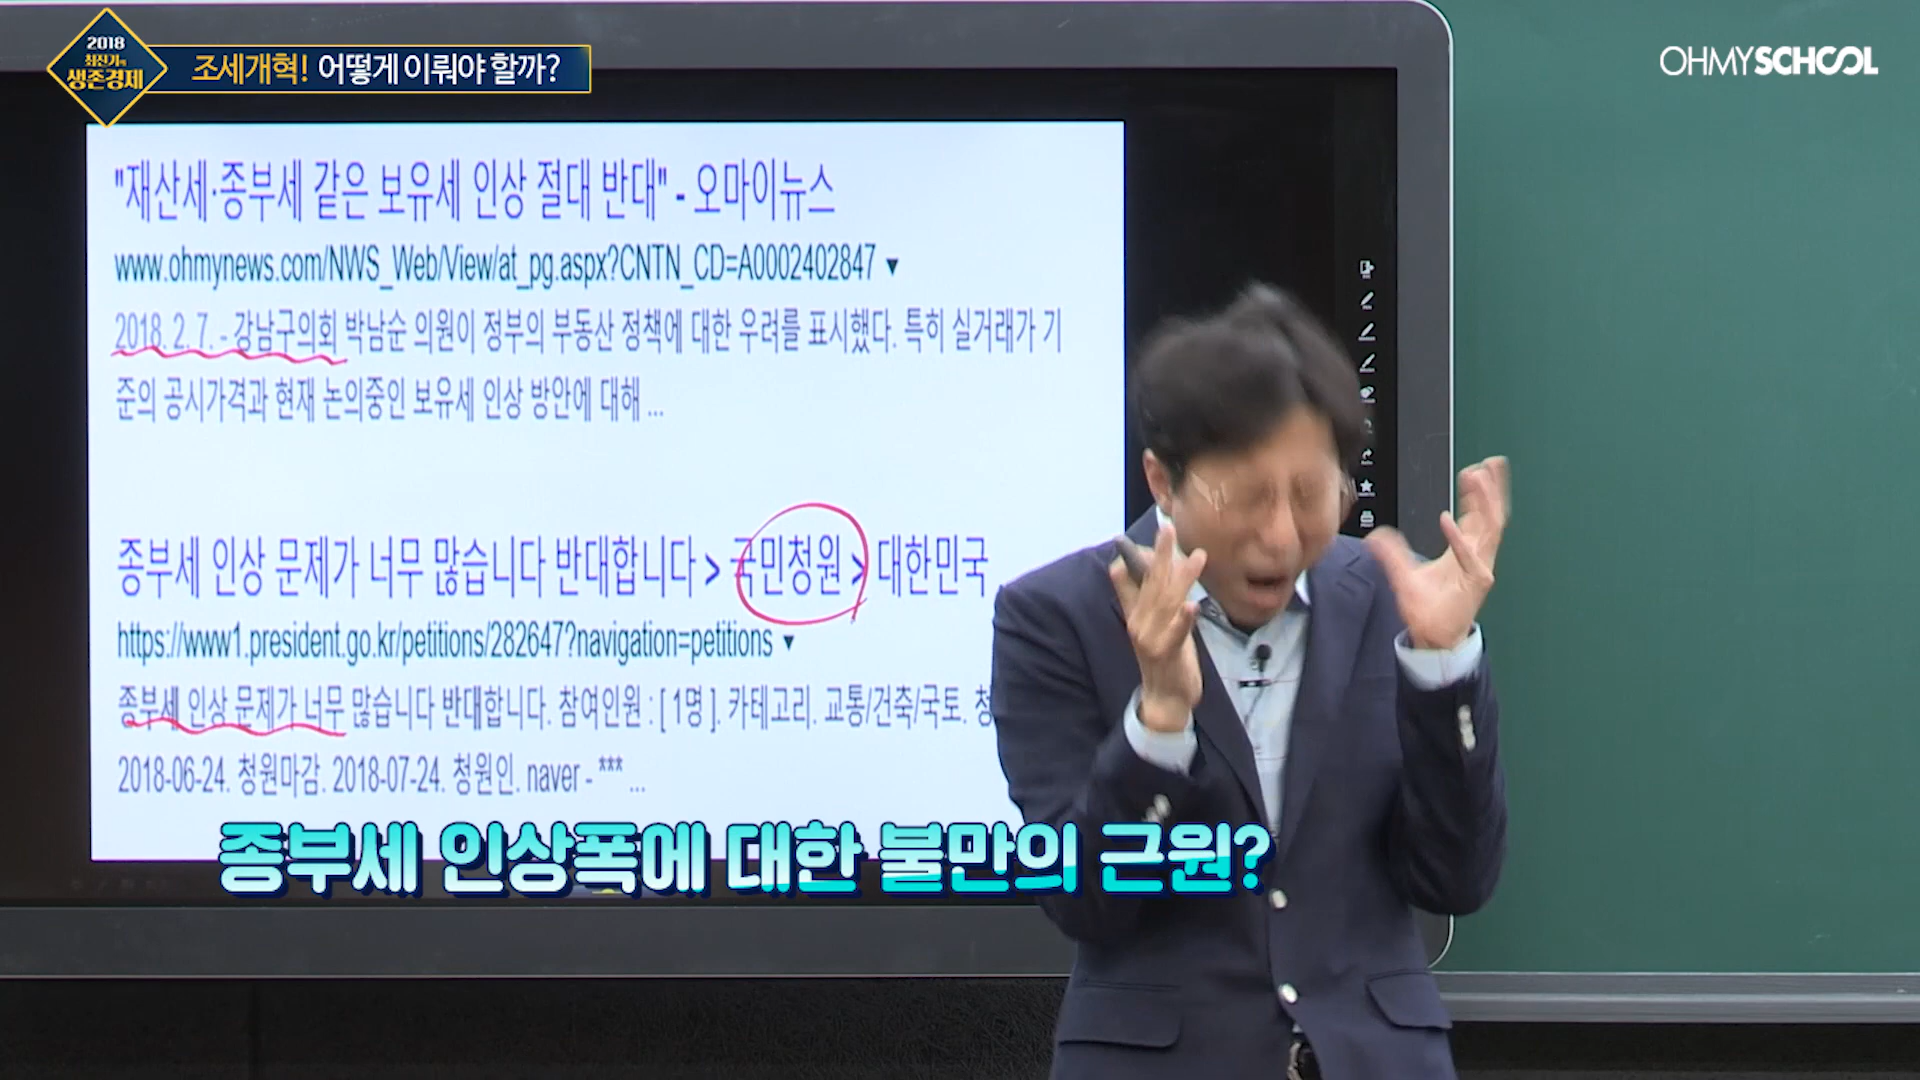 2018
최진기의
생존경제
조세개혁! 어떻게 이뤄야 할까?
OHMYSCHOOL
"재산세·종부세 같은 보유세 인상 절대 반대" - 오마이뉴스
www.ohmynews.com/NWS_Web/View/at_pg.aspx?CNTN_CD=A0002402847 ▼
2018. 2. 7. - 강남구의회 박남순 의원이 정부의 부동산 정책에 대한 우려를 표시했다. 특히 실거래가 기
준의 공시가격과 현재 논의중인 보유세 인상 방안에 대해 ...
종부세 인상 문제가 너무 많습니다 반대합니다 > 국민청원 > 대한민국
https://www1.president.go.kr/petitions/282647?navigation=petitions ▼
종부세 인상 문제가 너무 많습니다 반대합니다. 참여인원 : [ 1명 ]. 카테고리. 교통/건축/국토. 청
2018-06-24. 청원마감. 2018-07-24. 청원인. naver - *** ...
종부세 인상폭에 대한 불만의 근원?